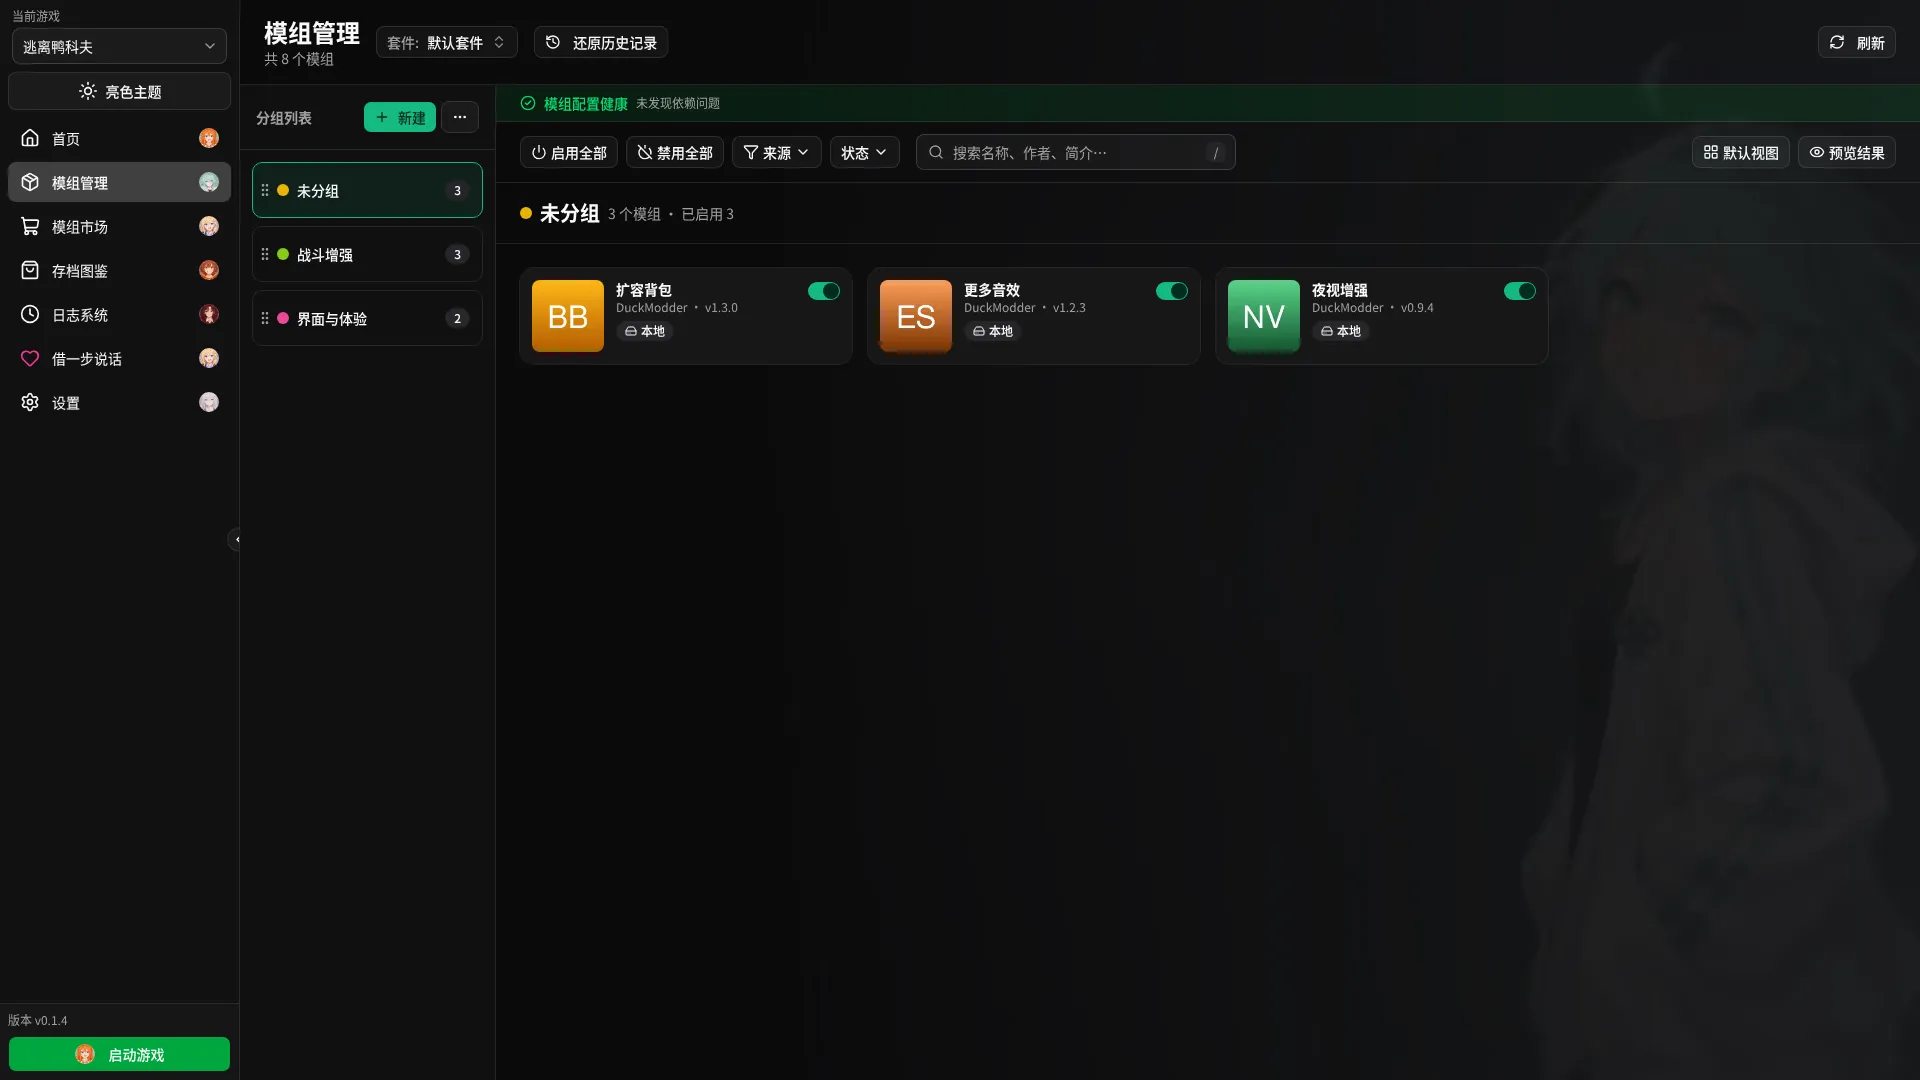 当前游戏
逃离鸭科夫
亮色主题
首页
模组管理
模组市场
存档图鉴
日志系统
借一步说话
设置
版本 v0.1.4
启动游戏
模组管理
共 8 个模组
套件: 默认套件
还原历史记录
刷新
分组列表
新建
未分组 3
战斗增强 3
界面与体验 2
模组配置健康 未发现依赖问题
启用全部
禁用全部
来源
状态
搜索名称、作者、简介… /
默认视图
预览结果
未分组 3 个模组 • 已启用 3
BB
扩容背包
DuckModder • v1.3.0
本地
ES
更多音效
DuckModder • v1.2.3
本地
NV
夜视增强
DuckModder • v0.9.4
本地